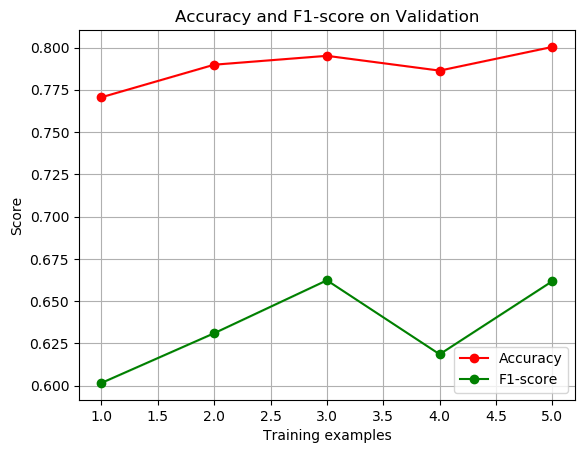 Accuracy and F1-score on Validation
Score
0.800
0.775
0.750
0.725
0.700
0.675
0.650
0.625
0.600
Accuracy
F1-score
1.0 1.5 2.0 2.5 3.0 3.5 4.0 4.5 5.0
Training examples